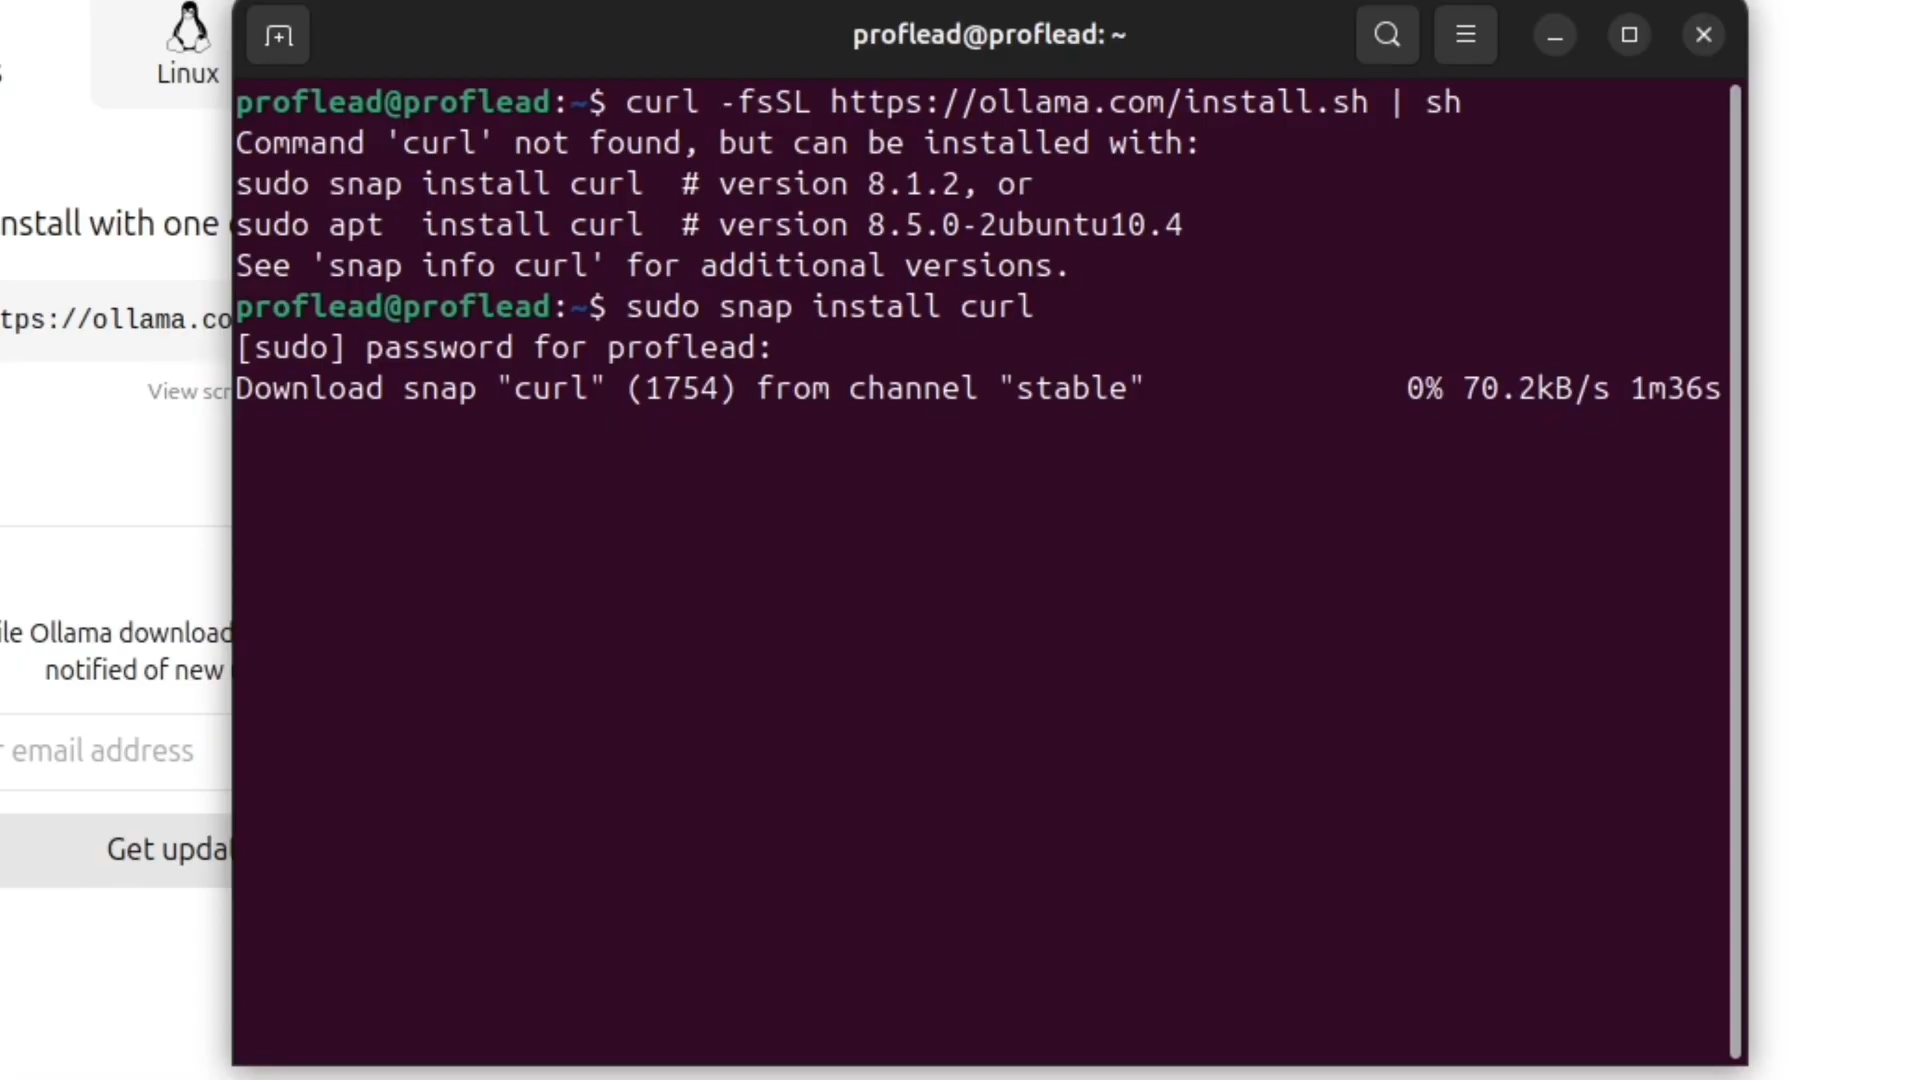 Linux
proflead@proflead: ~
proflead@proflead:~$ curl -fsSL https://ollama.com/install.sh | sh
Command 'curl' not found, but can be installed with:
sudo snap install curl  # version 8.1.2, or
sudo apt  install curl  # version 8.5.0-2ubuntu10.4
See 'snap info curl' for additional versions.
proflead@proflead:~$ sudo snap install curl
[sudo] password for proflead:
Download snap "curl" (1754) from channel "stable" 0% 70.2kB/s 1m36s
nstall with one
tps://ollama.co
View scr
ile Ollama download
notified of new
email address
Get updat